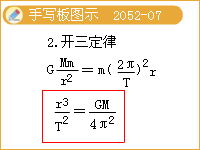 手写板图示 2052-07
2.开三定律
G Mm/r² = m(2π/T)²r
r³/T² = GM/4π²